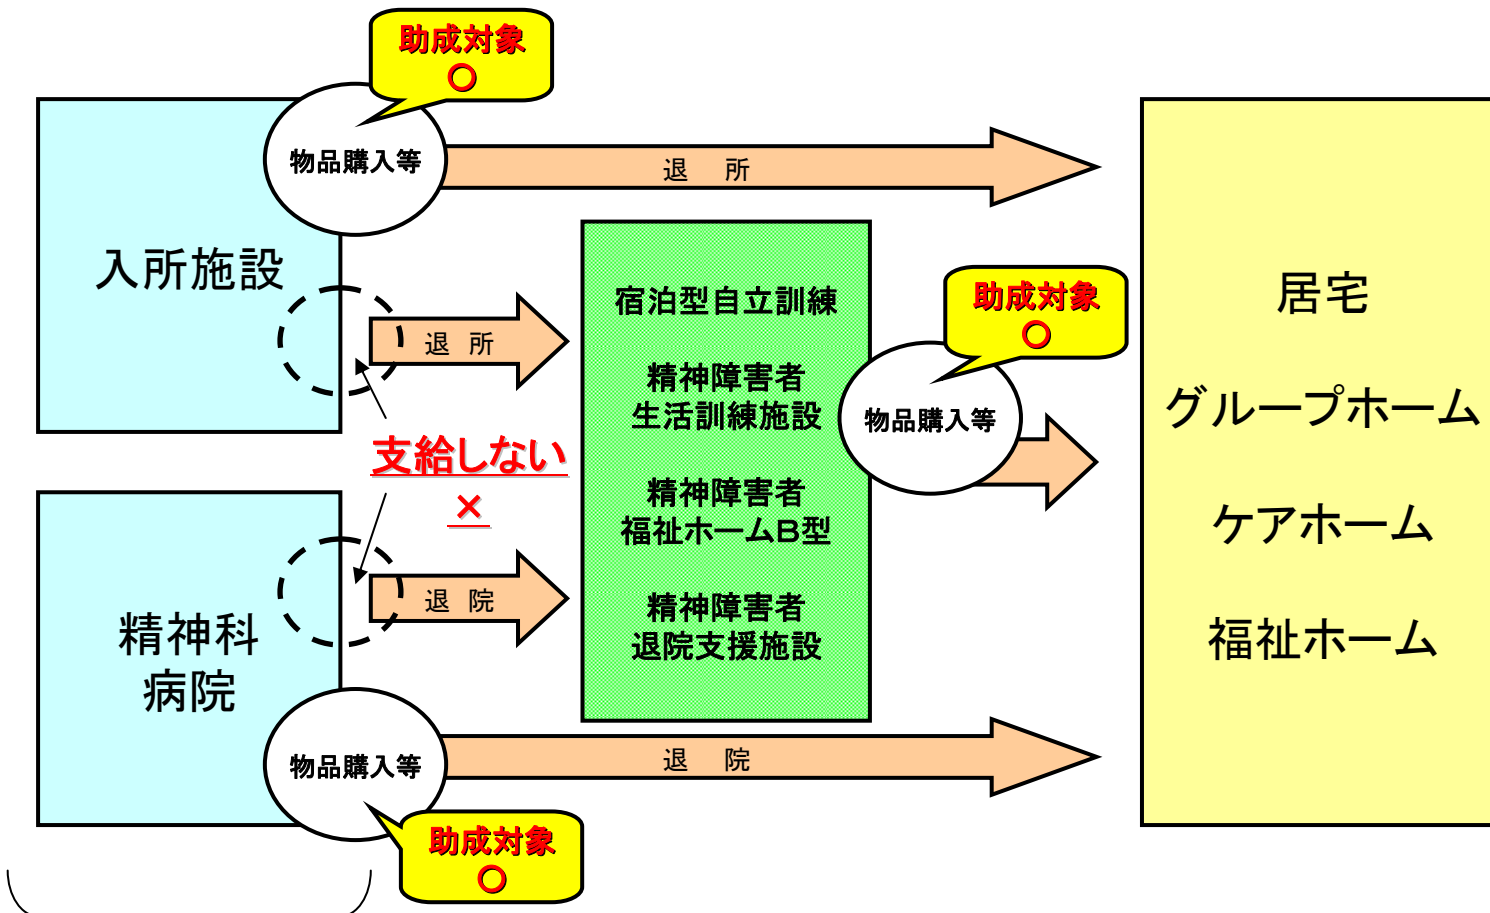 助成対象
○
物品購入等
退 所
入所施設
退 所
支給しない
×
宿泊型自立訓練
精神障害者
生活訓練施設
精神障害者
福祉ホームB型
精神障害者
退院支援施設
助成対象
○
物品購入等
居宅
グループホーム
ケアホーム
福祉ホーム
精神科
病院
退 院
物品購入等
退 院
助成対象
○